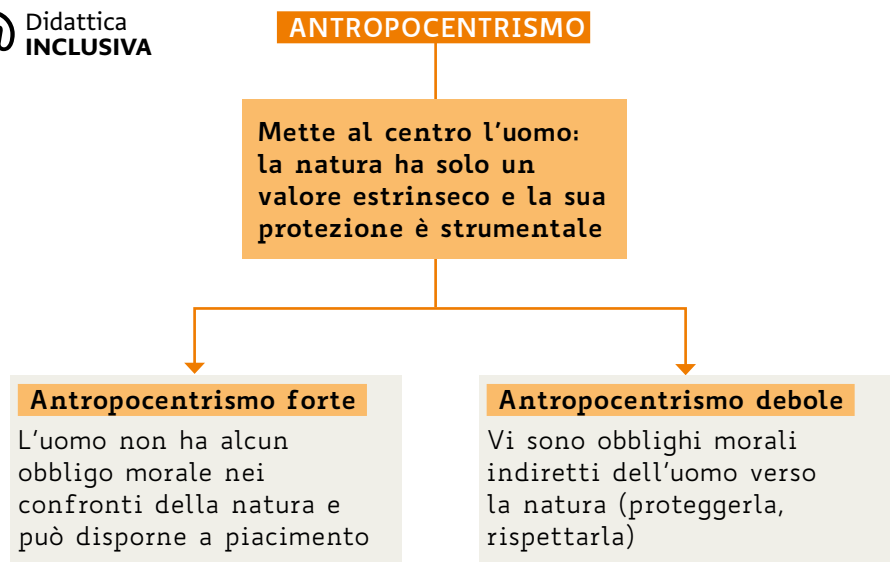 Didattica
INCLUSIVA
ANTROPOCENTRISMO
Mette al centro l'uomo:
la natura ha solo un
valore estrinseco e la sua
protezione è strumentale
Antropocentrismo forte
L'uomo non ha alcun
obbligo morale nei
confronti della natura e
può disporne a piacimento
Antropocentrismo debole
Vi sono obblighi morali
indiretti dell'uomo verso
la natura (proteggerla,
rispettarla)